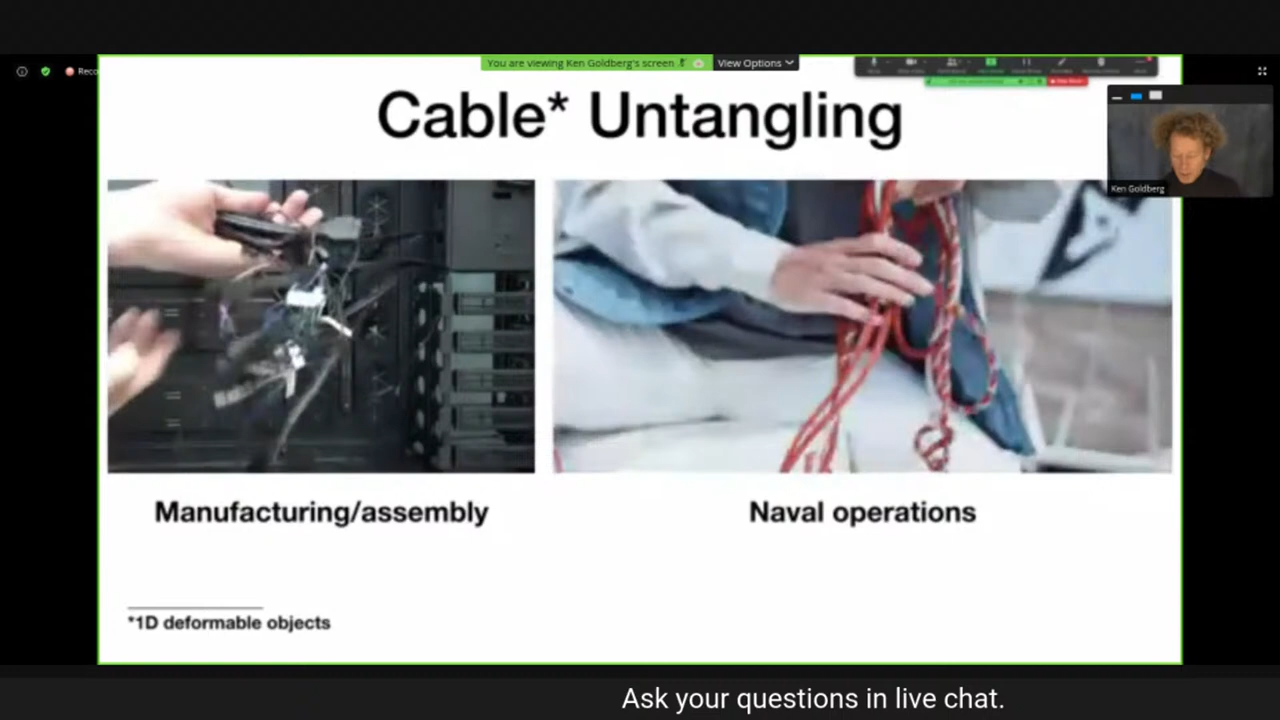 You are viewing Ken Goldberg's screen
View Options
Reco
Cable* Untangling
Ken Goldberg
Manufacturing/assembly
Naval operations
*1D deformable objects
Ask your questions in live chat.